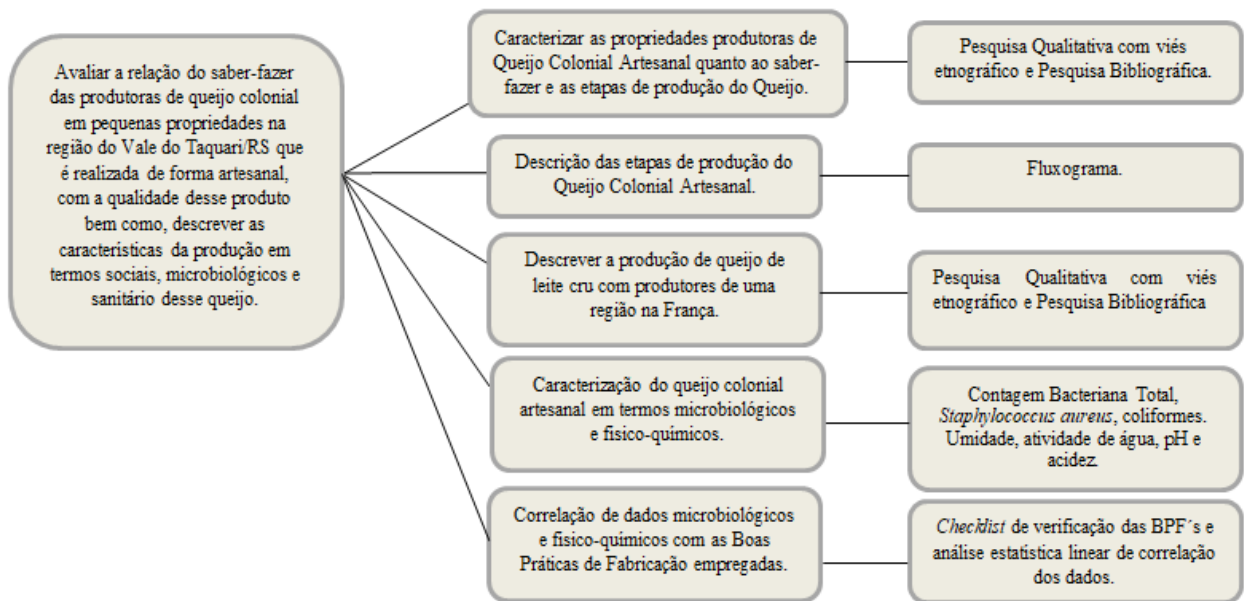 Avaliar a relação do saber-fazer
das produtoras de queijo colonial
em pequenas propriedades na
região do Vale do Taquari/RS que
é realizada de forma artesanal,
com a qualidade desse produto
bem como, descrever as
características da produção em
termos sociais, microbiológicos e
sanitário desse queijo.
Caracterizar as propriedades produtoras de
Queijo Colonial Artesanal quanto ao saber-
fazer e as etapas de produção do Queijo.
Pesquisa Qualitativa com viés
etnográfico e Pesquisa Bibliográfica.
Descrição das etapas de produção do
Queijo Colonial Artesanal.
Fluxograma.
Descrever a produção de queijo de
leite cru com produtores de uma
região na França.
Pesquisa Qualitativa com viés
etnográfico e Pesquisa Bibliográfica
Caracterização do queijo colonial
artesanal em termos microbiológicos
e fisico-químicos.
Contagem Bacteriana Total,
Staphylococcus aureus, coliformes.
Umidade, atividade de água, pH e
acidez.
Correlação de dados microbiológicos
e fisico-químicos com as Boas
Práticas de Fabricação empregadas.
Checklist de verificação das BPF´s e
análise estatística linear de correlação
dos dados.